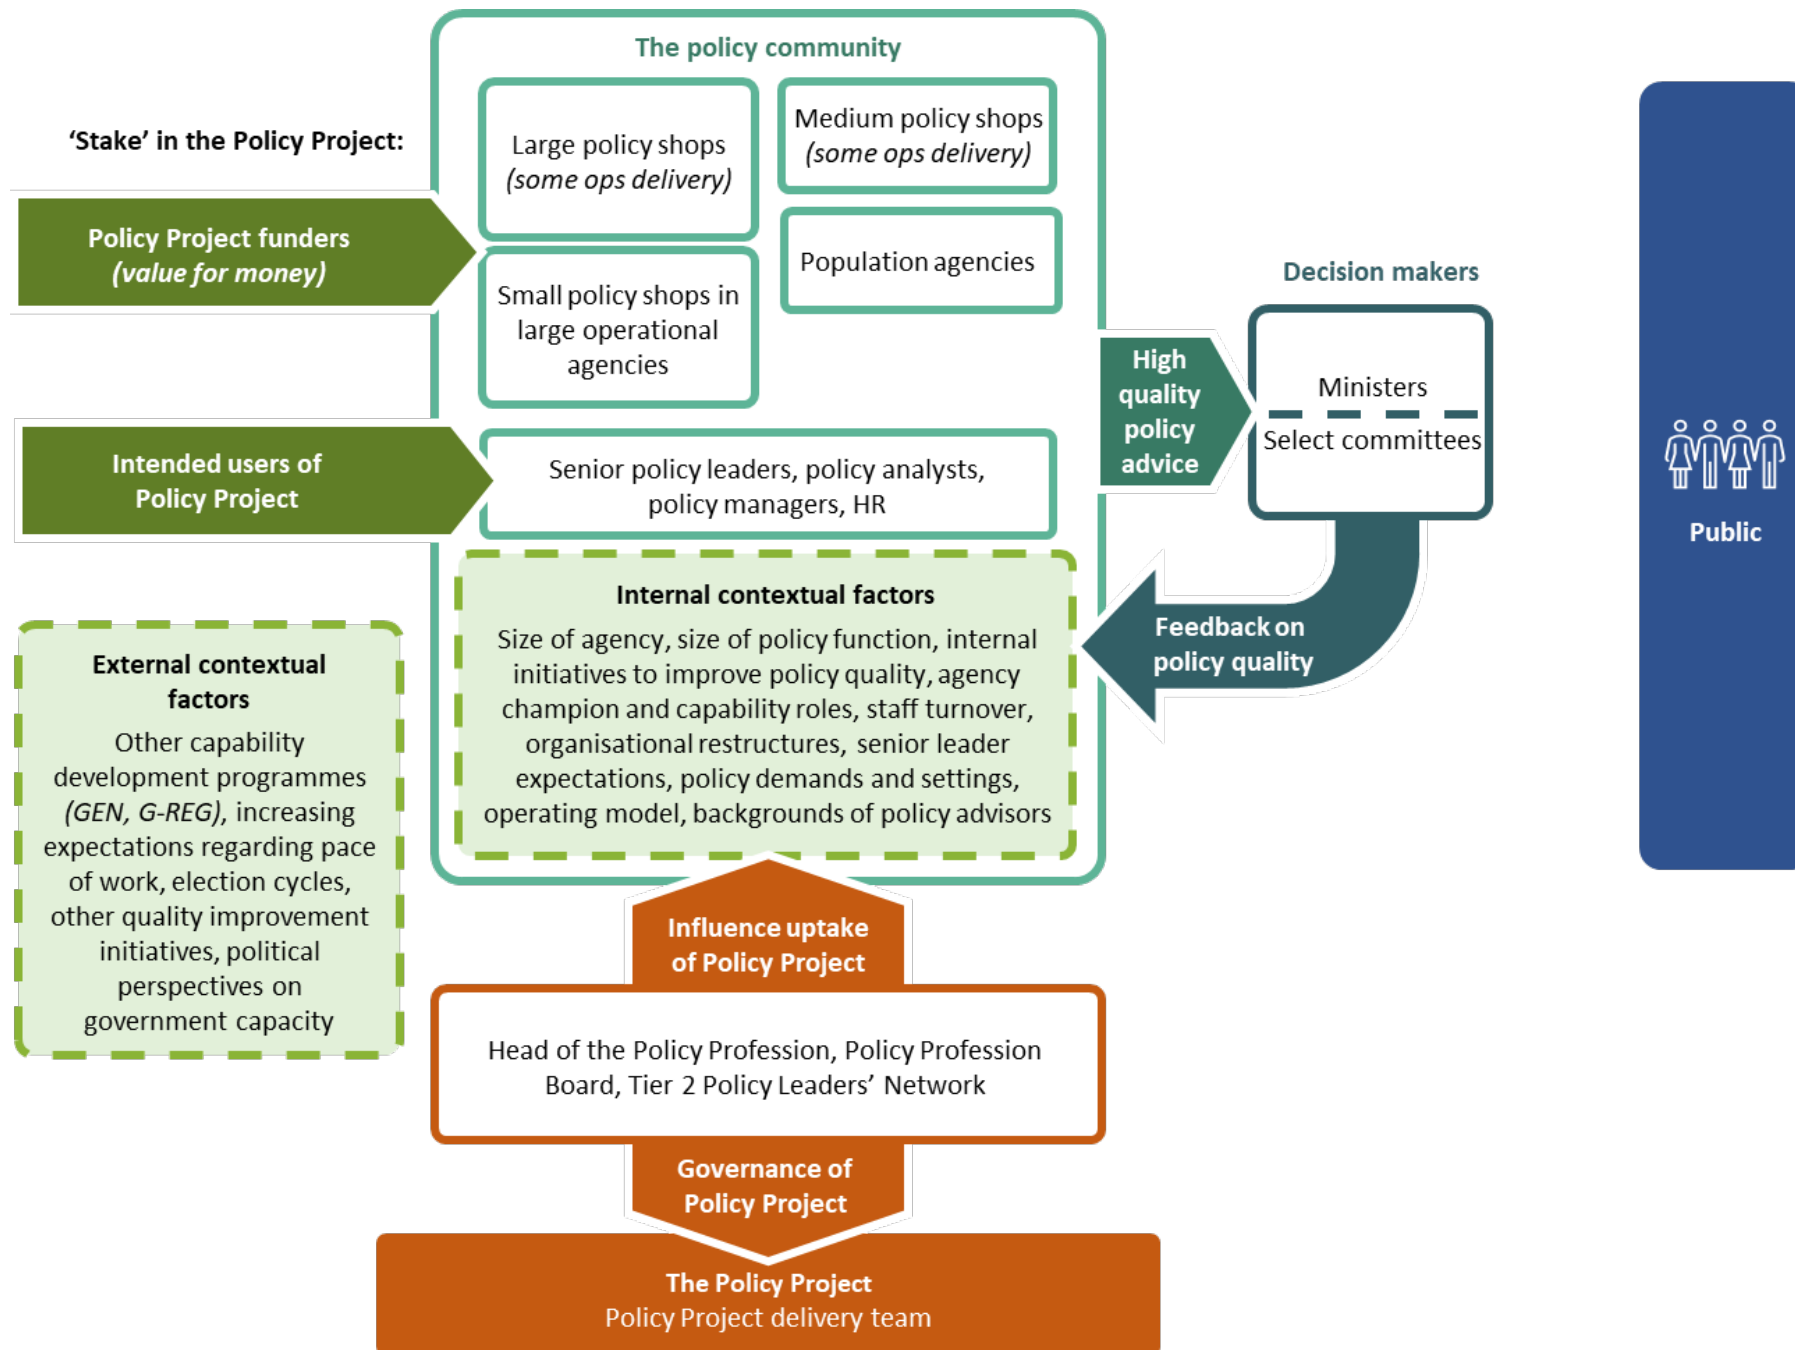 The policy community
'Stake' in the Policy Project:
Large policy shops
(some ops delivery)
Medium policy shops
(some ops delivery)
Policy Project funders
(value for money)
Small policy shops in
large operational
agencies
Population agencies
Decision makers
High
quality
policy
advice
Ministers
Select committees
Public
Intended users of
Policy Project
Senior policy leaders, policy analysts,
policy managers, HR
Internal contextual factors
Size of agency, size of policy function, internal
initiatives to improve policy quality, agency
champion and capability roles, staff turnover,
organisational restructures, senior leader
expectations, policy demands and settings,
operating model, backgrounds of policy advisors
Feedback on
policy quality
External contextual
factors
Other capability
development programmes
(GEN, G-REG), increasing
expectations regarding pace
of work, election cycles,
other quality improvement
initiatives, political
perspectives on
government capacity
Influence uptake
of Policy Project
Head of the Policy Profession, Policy Profession
Board, Tier 2 Policy Leaders’ Network
Governance of
Policy Project
The Policy Project
Policy Project delivery team